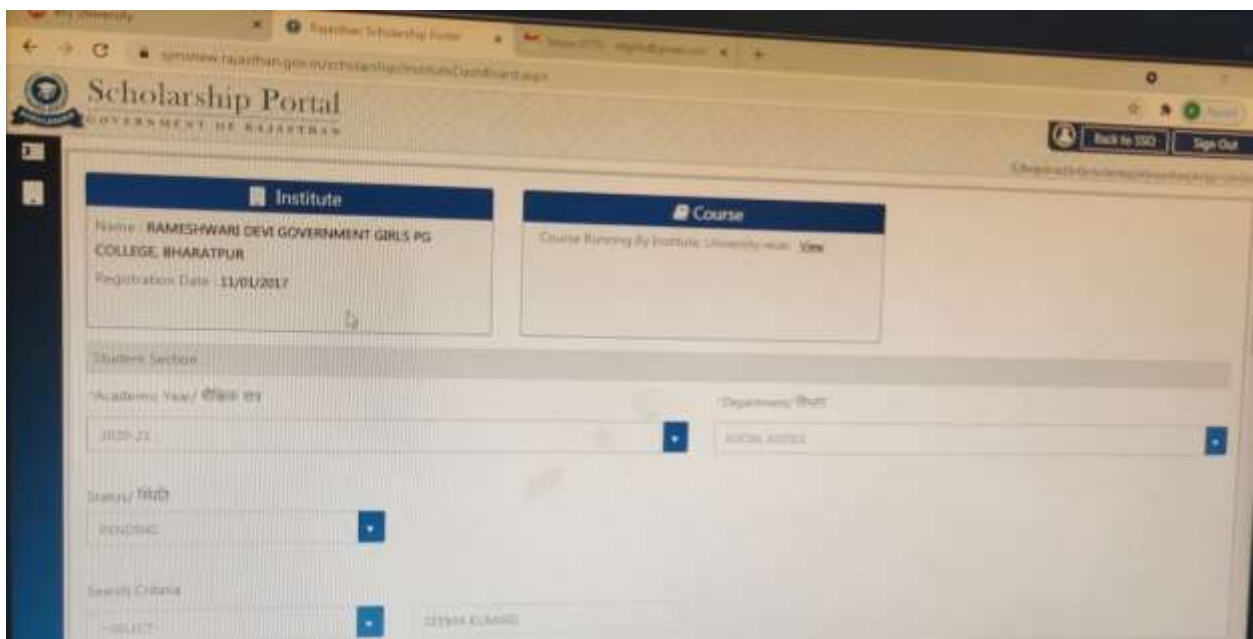 Scholarship Portal
GOVERNMENT OF RAJASTHAN
Back to SSO
Sign Out
Institute
Name : RAMESHWARI DEVI GOVERNMENT GIRLS PG
COLLEGE, BHARATPUR
Registration Date : 11/01/2017
Course
Course Running By Institute, University-wise View
Student Section
*Academic Year/ शैक्षिक सत्र
2020-21
*Department/ विभाग
Status/ स्थिति
PENDING
Search Criteria
--SELECT--
SEEMA KUMARI